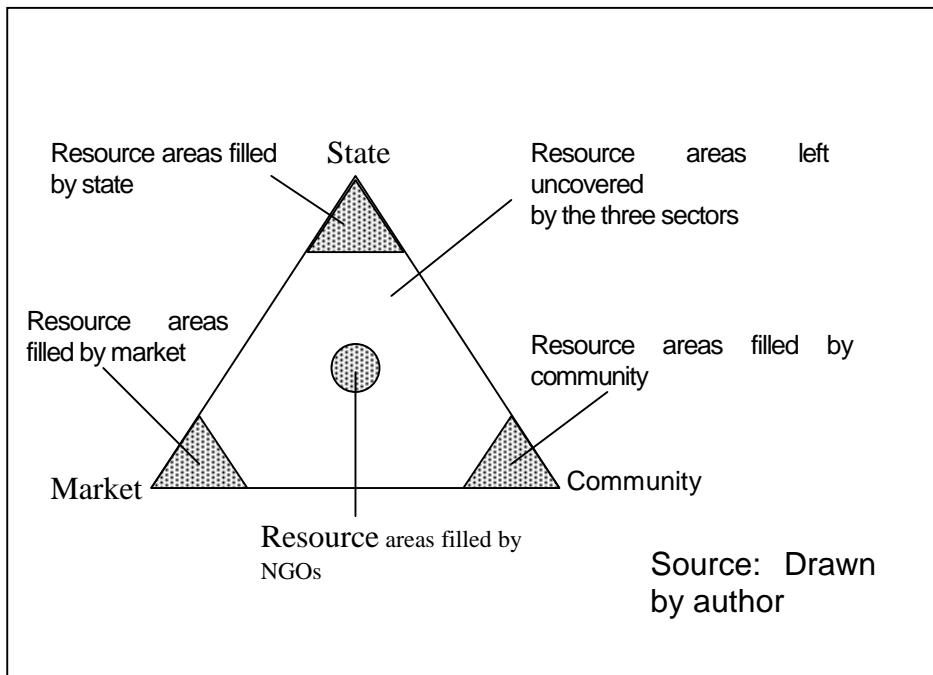 Resource areas filled
by state
State
Resource areas left
uncovered
by the three sectors
Resource areas
filled by market
Resource areas filled by
community
Market
Community
Resource areas filled by
NGOs
Source: Drawn
by author